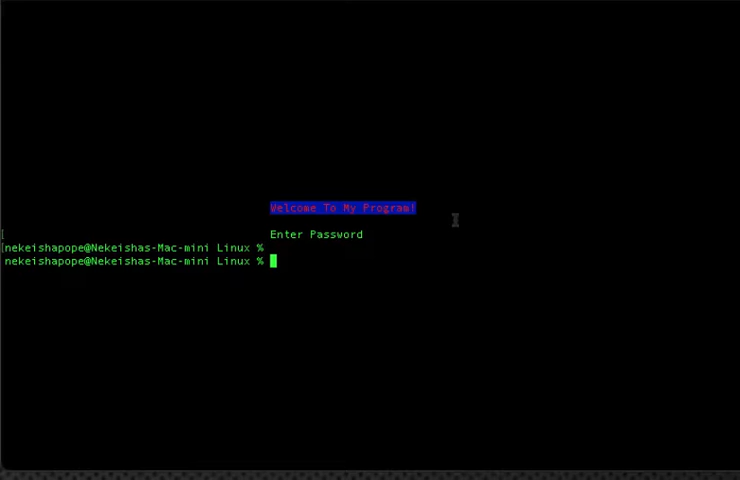 Welcome To My Program!
Enter Password
[nekeishapope@Nekeishas-Mac-mini Linux %
nekeishapope@Nekeishas-Mac-mini Linux %